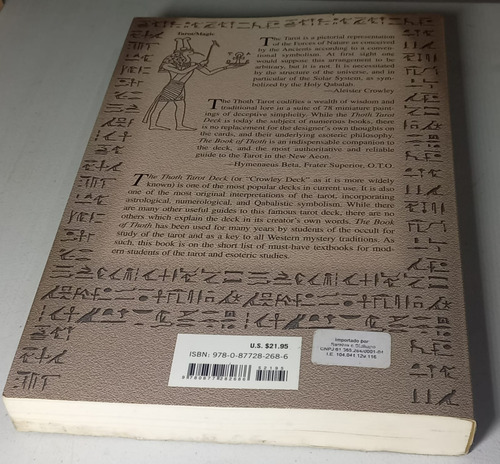 Tarot/Magic
The Tarot is a pictorial representation
of the Forces of Nature as conceived
by the Ancients according to a conven-
tional symbolism. At first sight one
would suppose this arrangement to be
arbitrary, but it is not. It is necessitated
by the structure of the universe, and in
particular of the Solar System, as sym-
bolized by the Holy Qabalah.
—Aleister Crowley
The Thoth Tarot codifies a wealth of wisdom and
traditional lore in a suite of 78 miniature paint-
ings of deceptive simplicity. While the Thoth Tarot
Deck is today the subject of numerous books, there
is no replacement for the designer's own thoughts on
the cards, and their underlying esoteric philosophy.
The Book of Thoth is an indispensable companion to
the deck, and the most authoritative and reliable
guide to the Tarot in the New Aeon.
—Hymenaeus Beta, Frater Superior, O.T.O.
The Thoth Tarot Deck (or "Crowley Deck" as it is more widely
known) is one of the most popular decks in current use. It is also
one of the most original interpretations of the tarot, incorporating
astrological, numerological, and Qabalistic symbolism. While there
are many other useful guides to this famous tarot deck, there are no
others which explain the deck in its creator's own words. The Book
of Thoth has been used for many years by students of the occult for
study of the tarot and as a key to all Western mystery traditions. As
such, this book is on the short list of must-have textbooks for mod-
ern students of the tarot and esoteric studies.
U.S. $21.95
ISBN: 978-0-87728-268-6
52195
9 780877 282686
Importado por